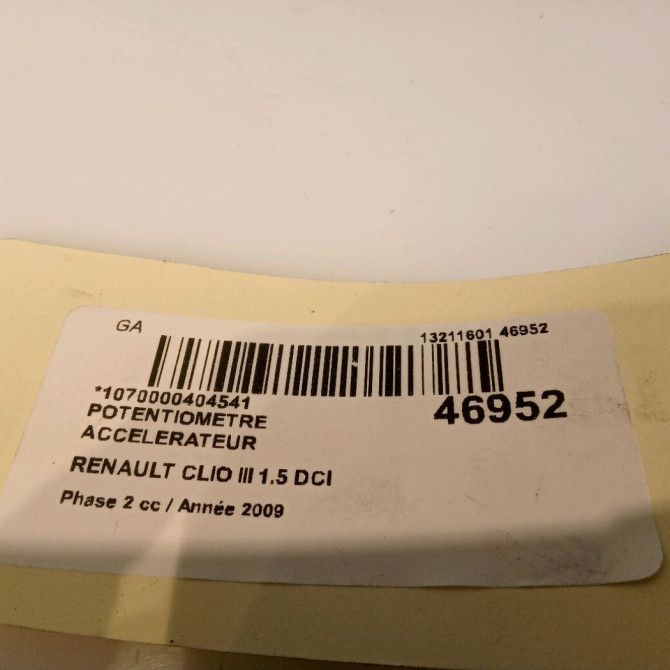 GA
13211601 46952
*1070000404541
46952
POTENTIOMETRE
ACCELERATEUR
RENAULT CLIO III 1.5 DCI
Phase 2 cc / Année 2009